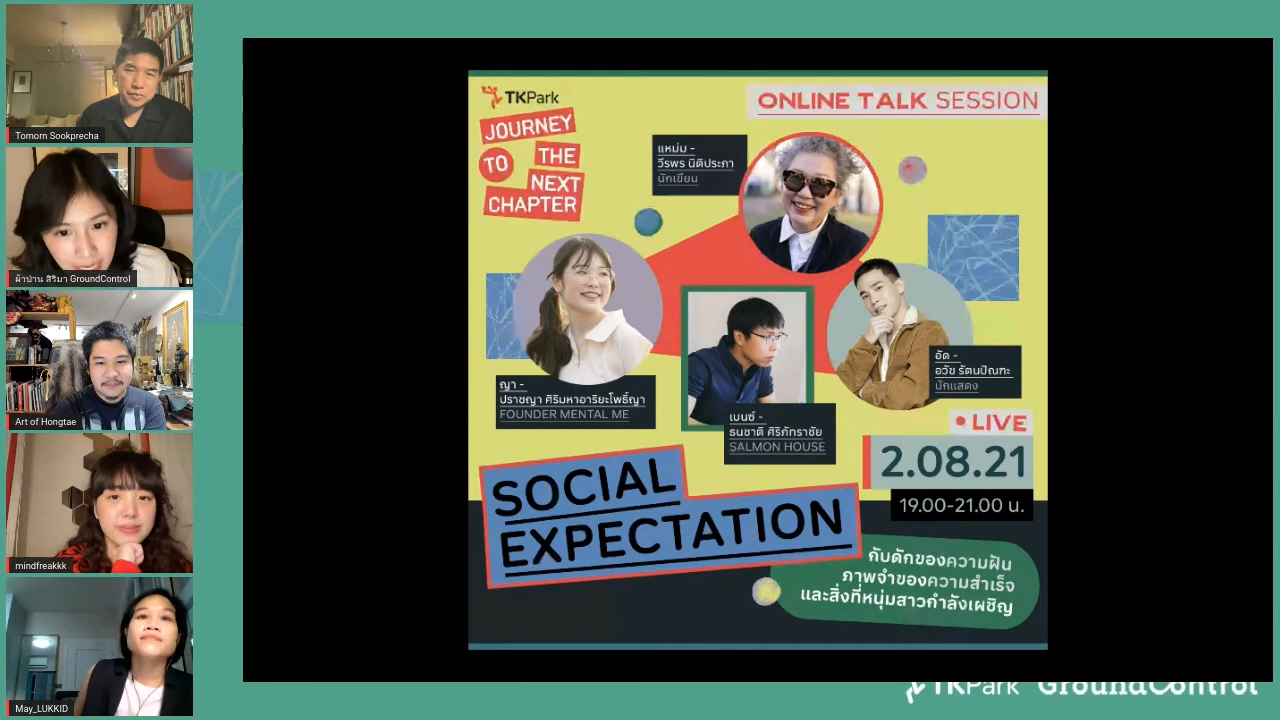 Tomorn Sookprecha
ผ้าป่าน สิริมา GroundControl
Art of Hongtae
mindfreakkk
May_LUKKID
TKPark
JOURNEY
TO THE
NEXT
CHAPTER
ONLINE TALK SESSION
แหม่ม -
วีรพร นิติประภา
นักเขียน
ญา -
ปราชญา ศิริมหาอาริยะโพธิ์ญา
FOUNDER MENTAL ME
เบนซ์ -
ธนชาติ ศิริภัทราชัย
SALMON HOUSE
อัด -
อวัช รัตนปิณฑะ
นักแสดง
LIVE
2.08.21
19.00-21.00 น.
SOCIAL
EXPECTATION
กับดักของความฝัน
ภาพจำของความสำเร็จ
และสิ่งที่หนุ่มสาวกำลังเผชิญ
TKPark GroundControl